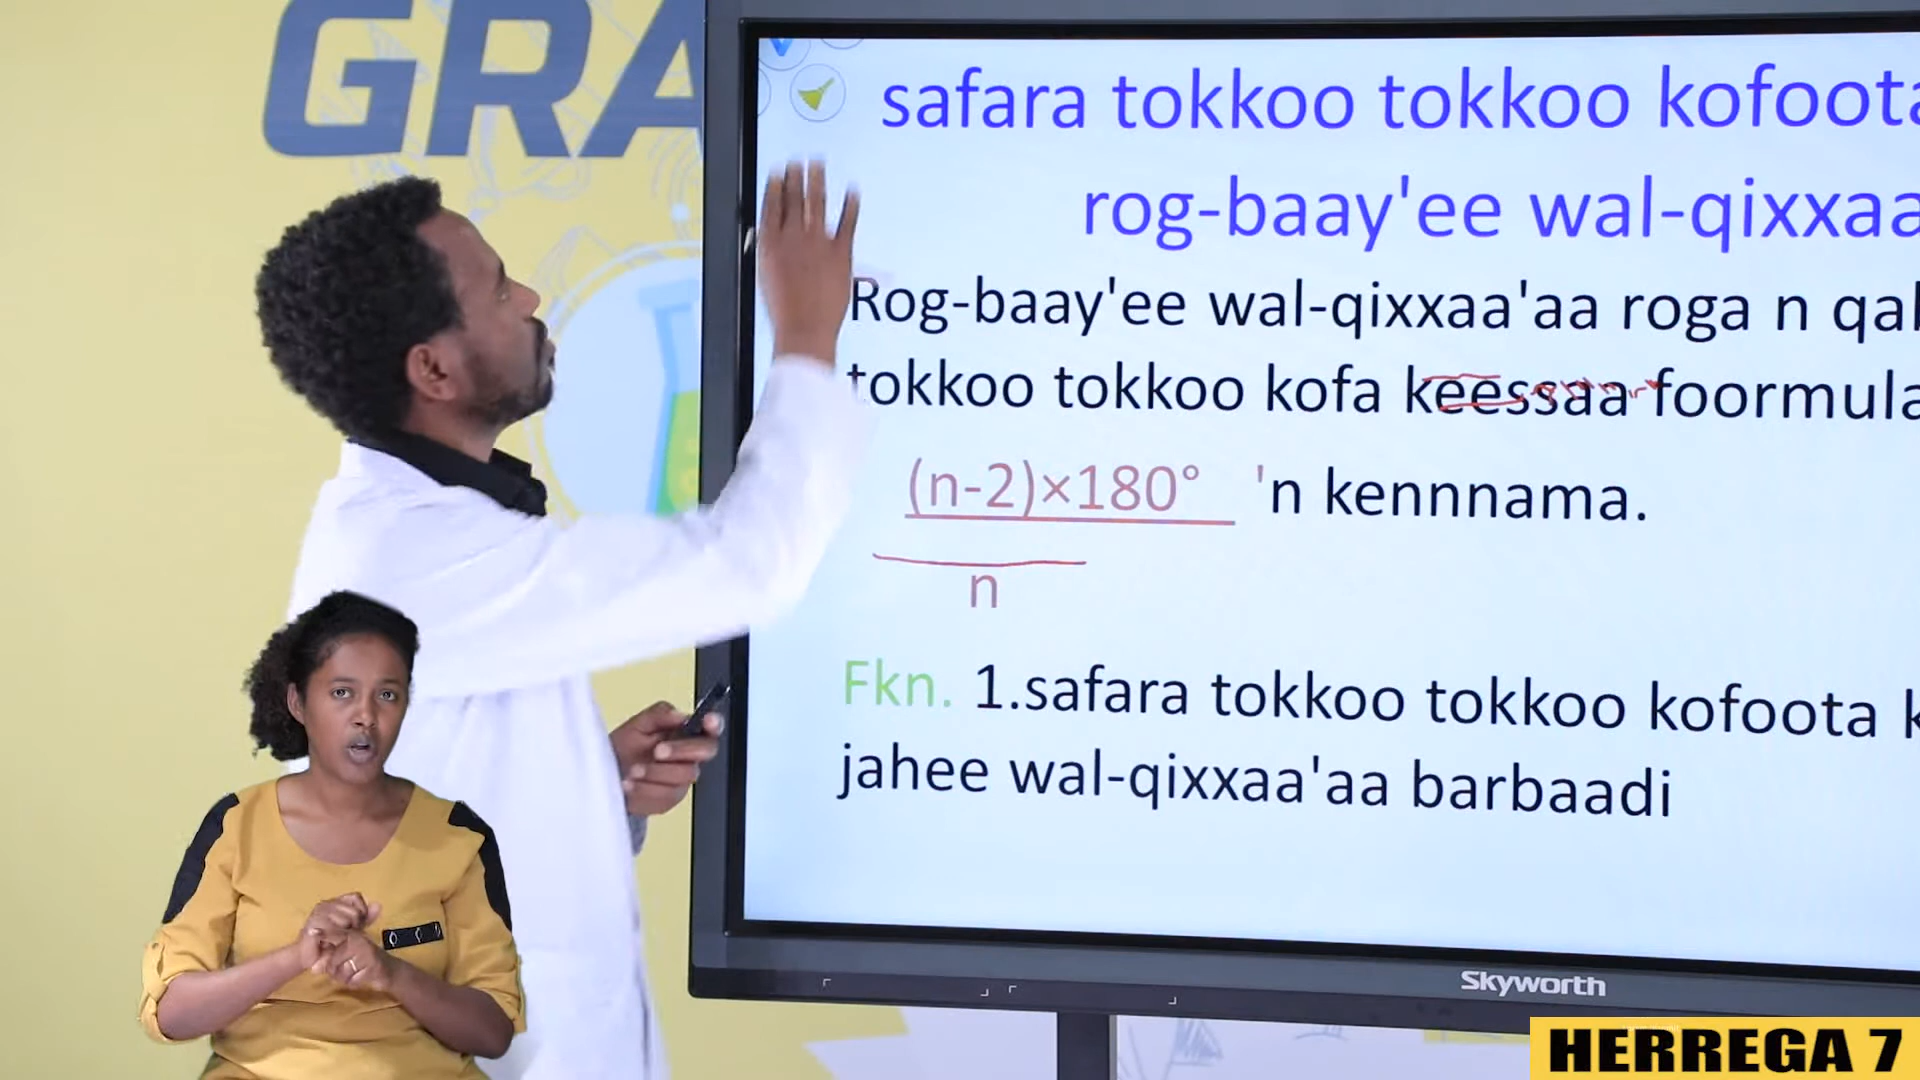 GRA
safara tokkoo tokkoo kofoota
rog-baay'ee wal-qixxaa
Rog-baay'ee wal-qixxaa'aa roga n
tokkoo tokkoo kofa keessaa foormula
(n-2)×180° 'n kennnama.
n
Fkn. 1.safara tokkoo tokkoo kofoota
jahee wal-qixxaa'aa barbaadi
Skyworth
HERREGA 7